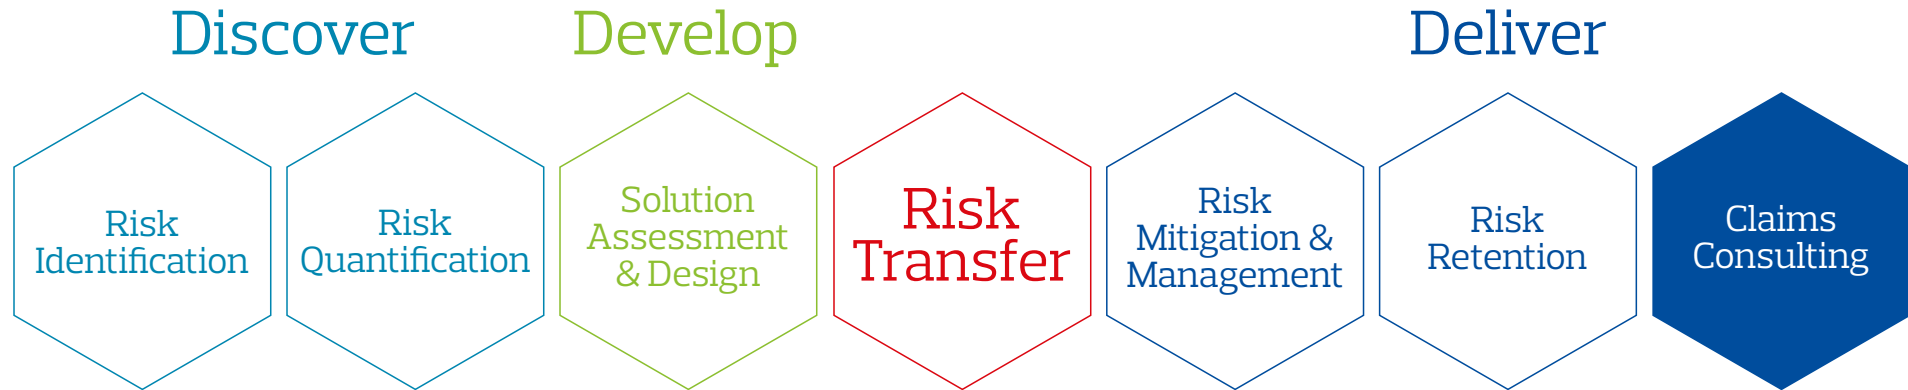 Discover
Develop
Deliver
Risk
Identification
Risk
Quantification
Solution
Assessment
& Design
Risk
Transfer
Risk
Mitigation &
Management
Risk
Retention
Claims
Consulting